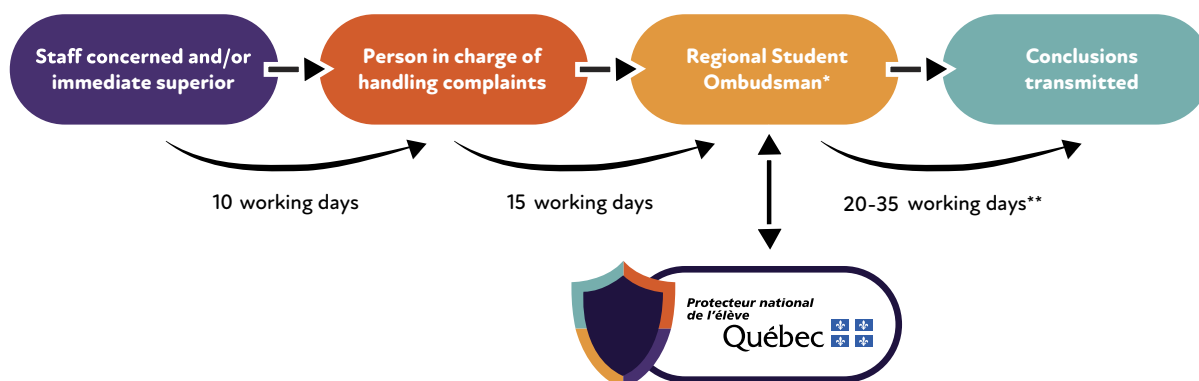 Staff concerned and/or
immediate superior
Person in charge of
handling complaints
Regional Student
Ombudsman*
Conclusions
transmitted
10 working days
15 working days
20-35 working days**
Protecteur national
de l'élève
Québec